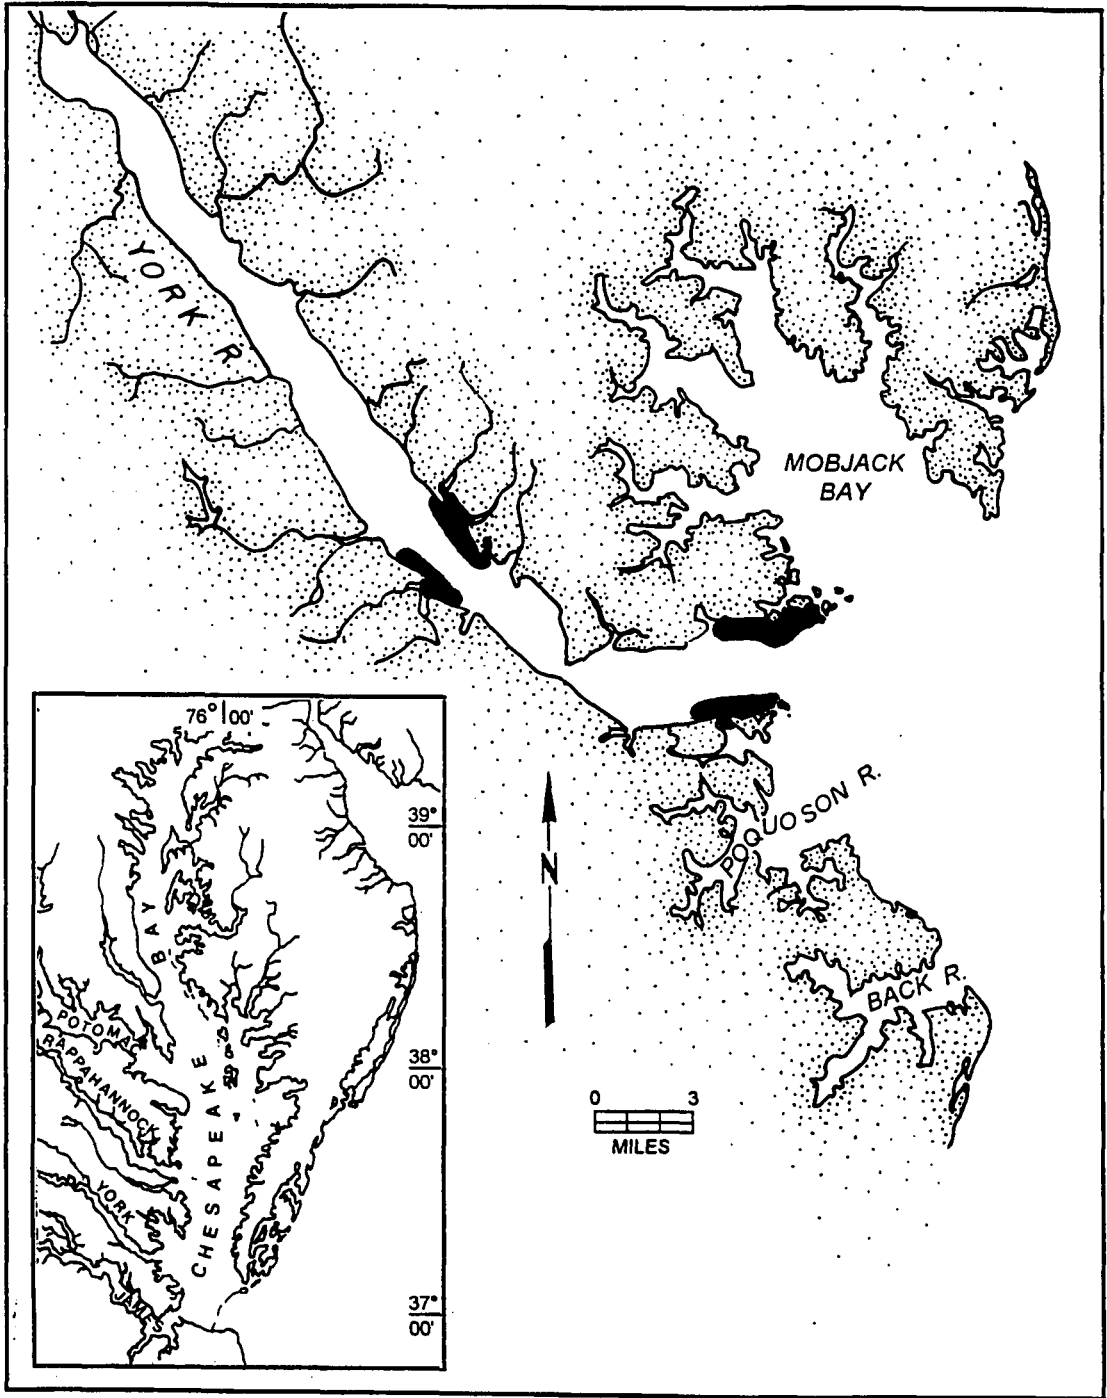 YORK R.
MOBJACK
BAY
POQUOSON R.
BACK R.
N
0 3
MILES
76° 00'
39°
00'
38°
00'
37°
00'
CHESAPEAKE BAY
POTOMA
RAPPAHANNOCK
YORK
JAMES